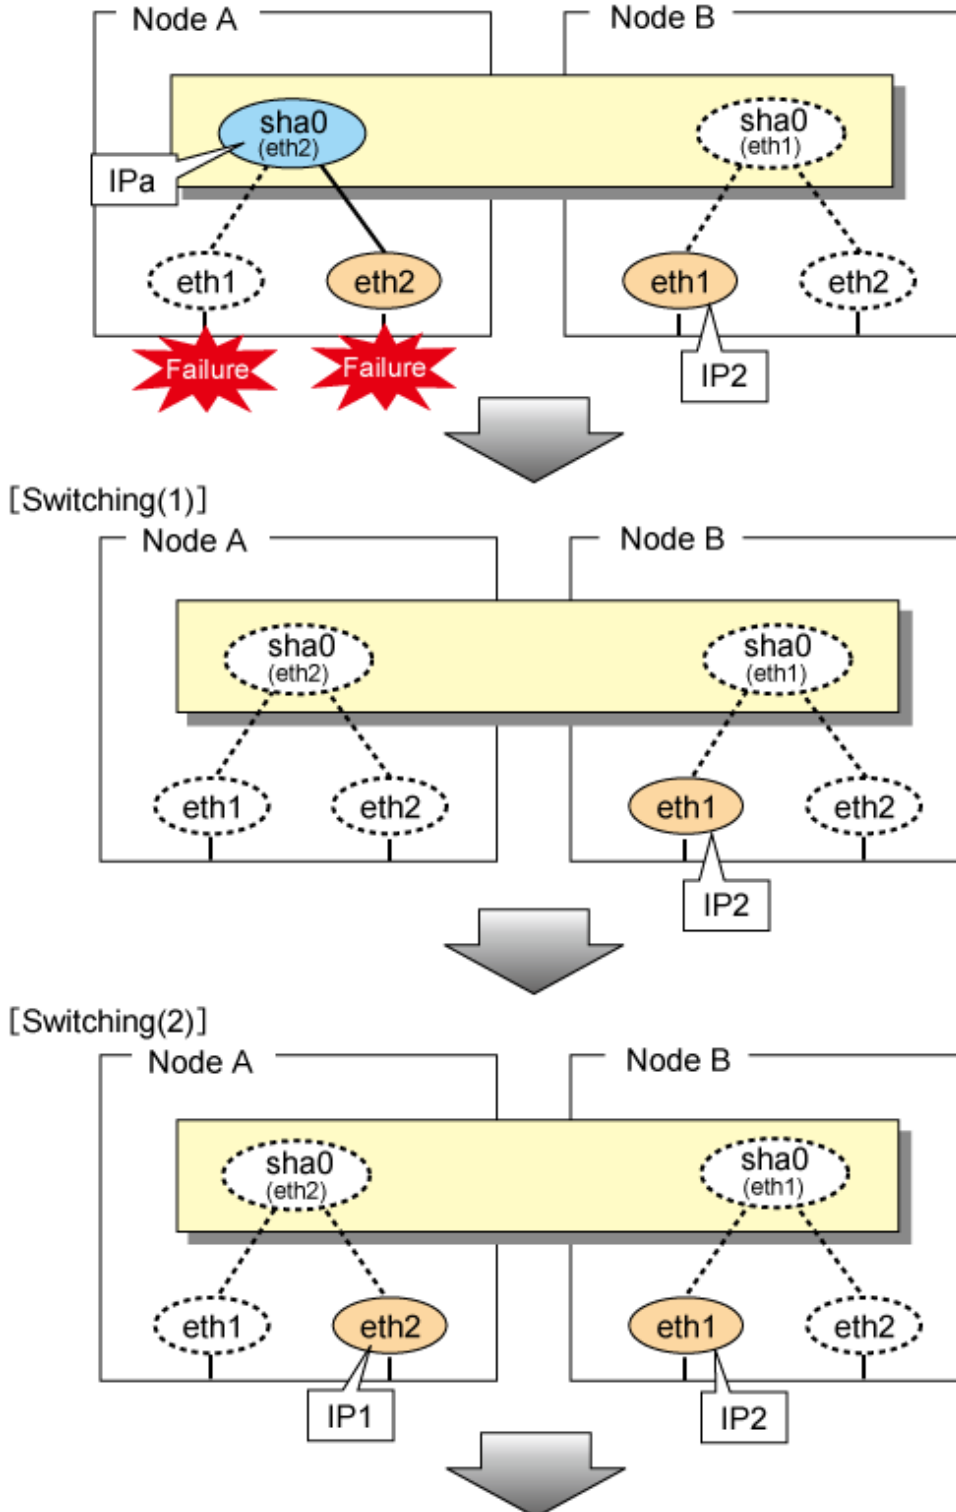 Node A
Node B
sha0
(eth2)
sha0
(eth1)
IPa
eth1
eth2
eth1
eth2
Failure
Failure
IP2
[Switching(1)]
Node A
Node B
sha0
(eth2)
sha0
(eth1)
eth1
eth2
eth1
eth2
IP2
[Switching(2)]
Node A
Node B
sha0
(eth2)
sha0
(eth1)
eth1
eth2
eth1
eth2
IP1
IP2